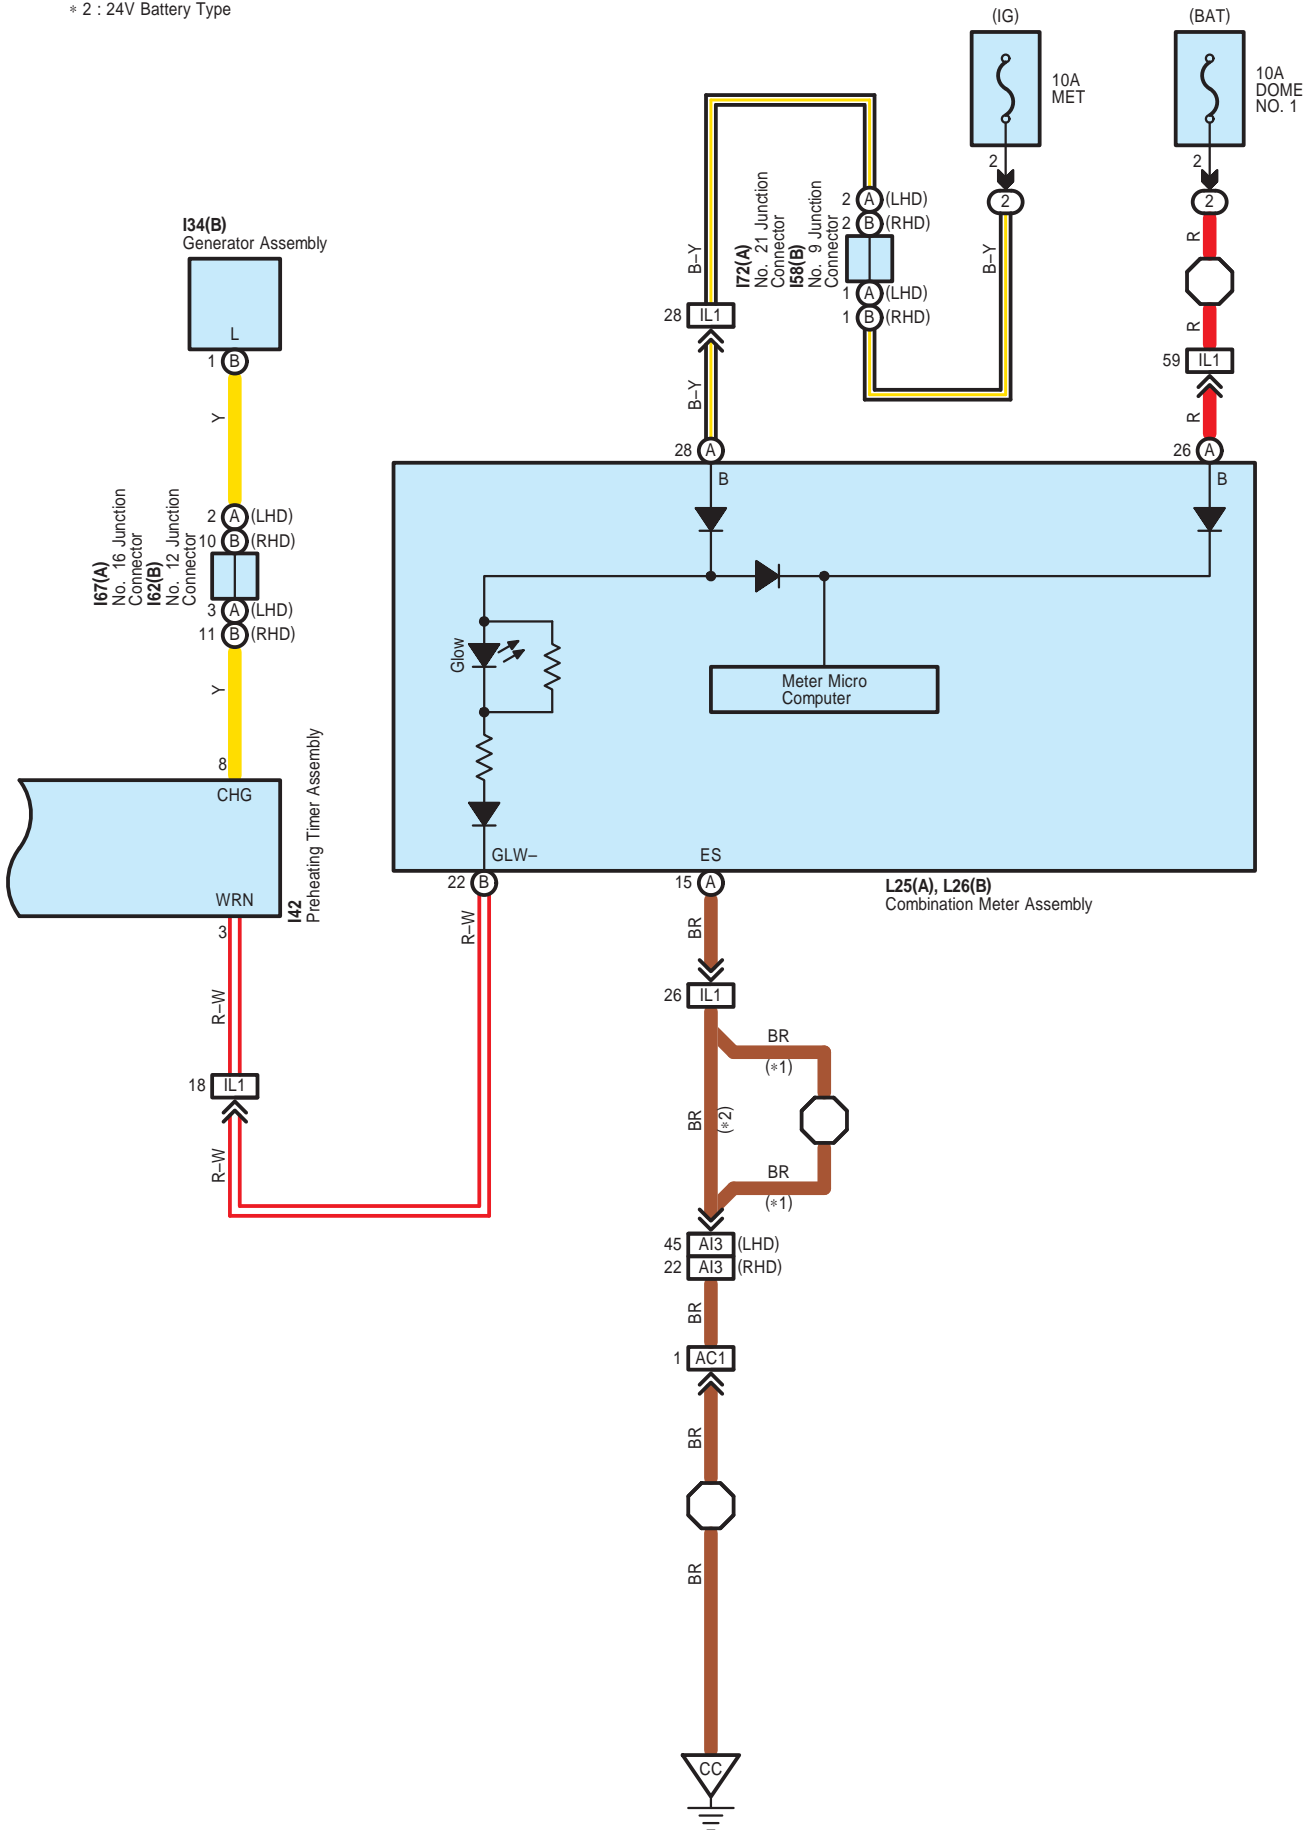 * 2 : 24V Battery Type
(IG)
(BAT)
10A
MET
10A
DOME
NO. 1
2
2
2
2
I34(B)
Generator Assembly
L
1 B
Y
2 A (LHD)
10 B (RHD)
I67(A)
No. 16 Junction
Connector
I62(B)
No. 12 Junction
Connector
3 A (LHD)
11 B (RHD)
Y
8
CHG
WRN
3
I42
Preheating Timer Assembly
R–W
18 IL1
R–W
B–Y
28 IL1
B–Y
28 A
I72(A)
No. 21 Junction
Connector
I58(B)
No. 9 Junction
Connector
2 A (LHD)
2 B (RHD)
1 A (LHD)
1 B (RHD)
B–Y
R
R
59 IL1
R
26 A
B
B
Glow
Meter Micro
Computer
GLW–
ES
22 B
15 A
L25(A), L26(B)
Combination Meter Assembly
R–W
BR
26 IL1
BR
(*1)
BR
(*2)
BR
(*1)
45 AI3 (LHD)
22 AI3 (RHD)
BR
1 AC1
BR
BR
CC